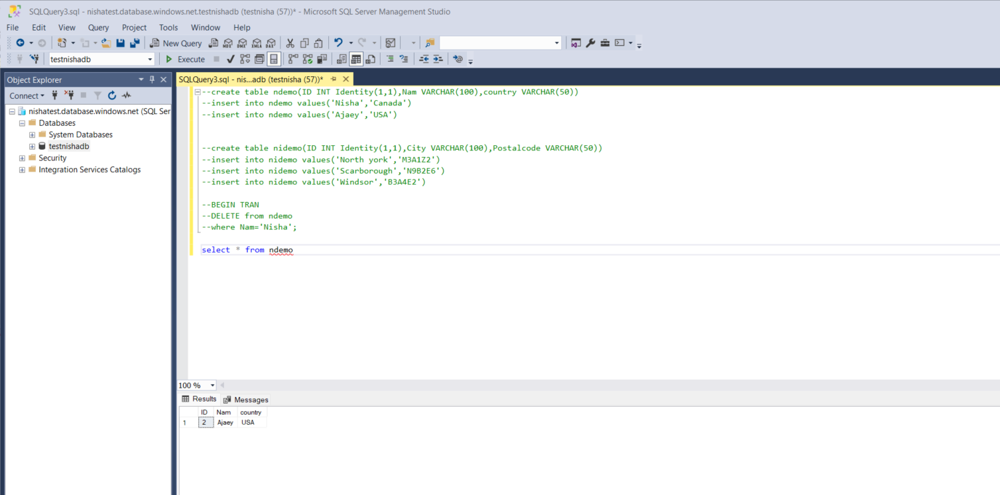 SQLQuery3.sql - nishatest.database.windows.net.testnishadb (testnisha (57))* - Microsoft SQL Server Management Studio
File Edit View Query Project Tools Window Help
New Query MDX DMX XMLA DAX
testnishadb Execute
Object Explorer
SQLQuery3.sql - nis...adb (testnisha (57))*
Connect
nishatest.database.windows.net (SQL Ser
Databases
System Databases
testnishadb
Security
Integration Services Catalogs
--create table ndemo(ID INT Identity(1,1),Nam VARCHAR(100),country VARCHAR(50))
--insert into ndemo values('Nisha','Canada')
--insert into ndemo values('Ajaey','USA')
--create table nidemo(ID INT Identity(1,1),City VARCHAR(100),Postalcode VARCHAR(50))
--insert into nidemo values('North york','M3A1Z2')
--insert into nidemo values('Scarborough','N9B2E6')
--insert into nidemo values('Windsor','B3A4E2')
--BEGIN TRAN
--DELETE from ndemo
--where Nam='Nisha';
select * from ndemo
100 %
Results Messages
ID Nam country
1 2 Ajaey USA